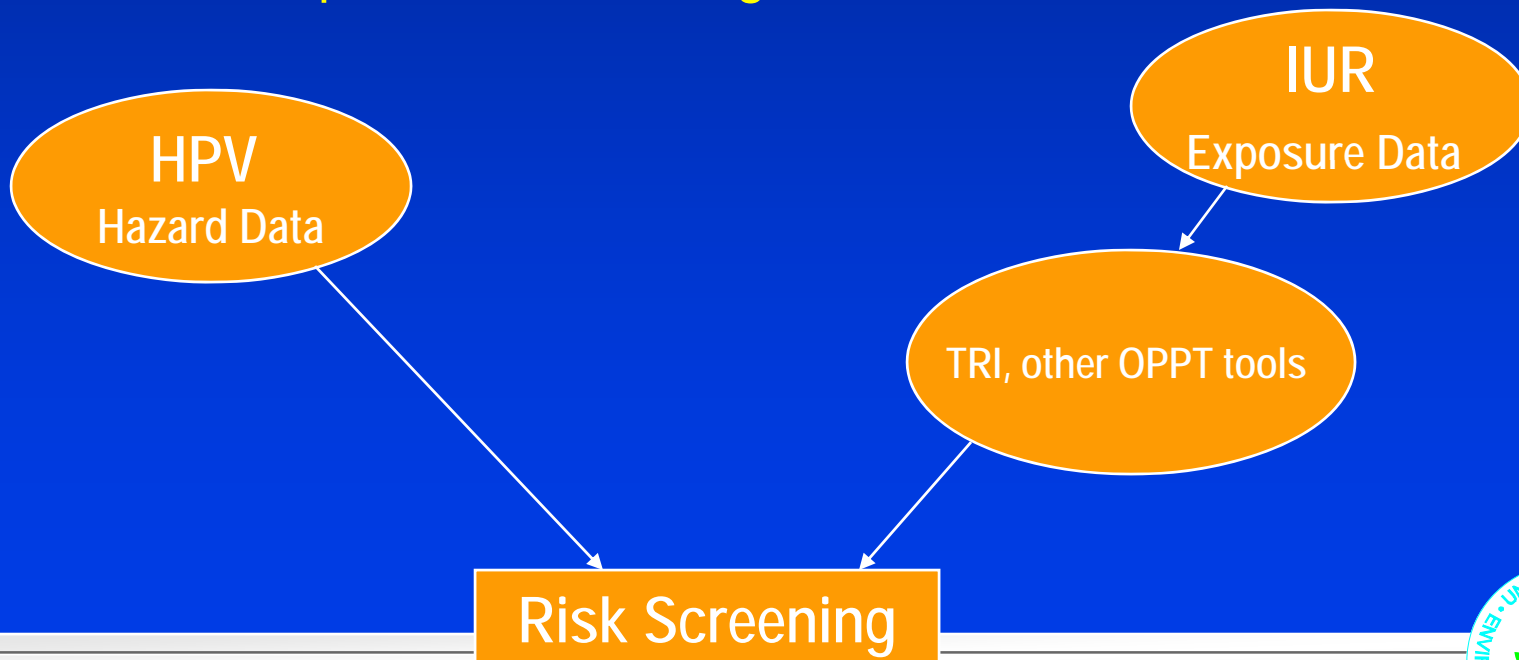 HPV
Hazard Data
IUR
Exposure Data
TRI, other OPPT tools
Risk Screening